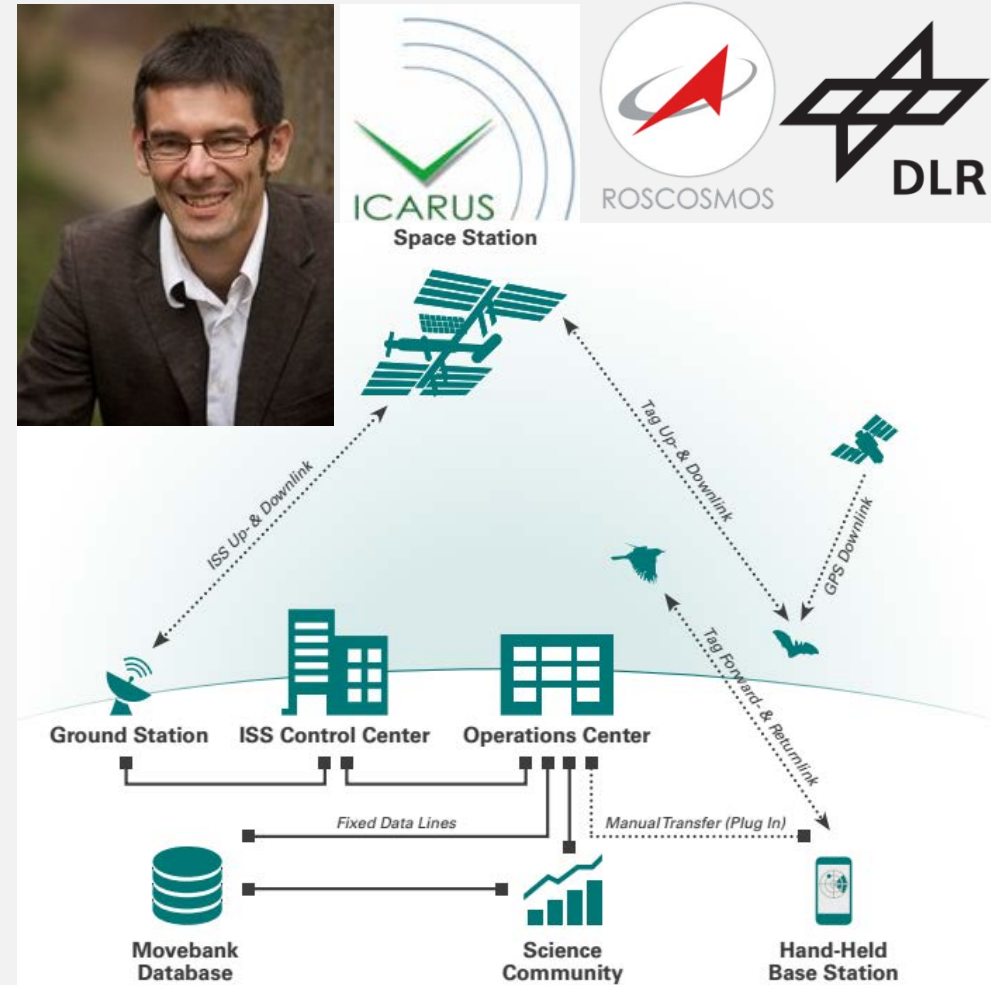 ICARUS
ROSCOSMOS
DLR
Space Station
ISS Up- & Downlink
Tag Up- & Downlink
GPS Downlink
Tag Forward- & Returnlink
Ground Station
ISS Control Center
Operations Center
Fixed Data Lines
Manual Transfer (Plug In)
Movebank
Database
Science
Community
Hand-Held
Base Station